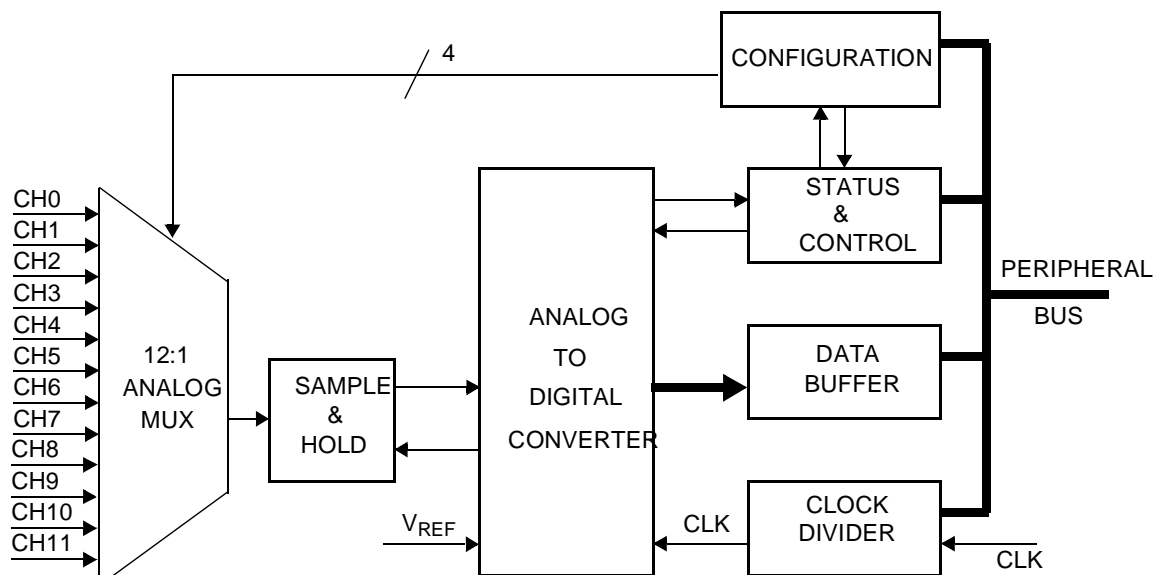 4
CONFIGURATION
CH0
CH1
CH2
CH3
CH4
CH5
CH6
CH7
CH8
CH9
CH10
CH11
12:1
ANALOG
MUX
SAMPLE
&
HOLD
VREF
ANALOG
TO
DIGITAL
CONVERTER
STATUS
&
CONTROL
DATA
BUFFER
CLK
CLOCK
DIVIDER
CLK
PERIPHERAL
BUS